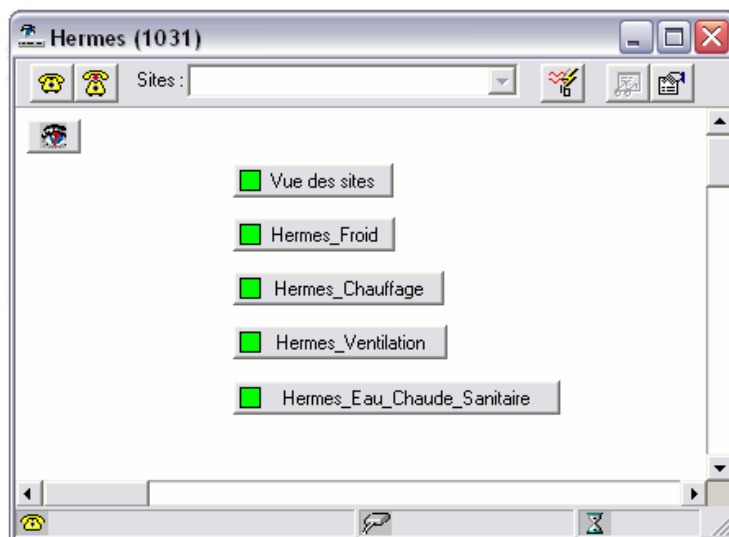 Hermes (1031)
Sites :
Vue des sites
Hermes_Froid
Hermes_Chauffage
Hermes_Ventilation
Hermes_Eau_Chaude_Sanitaire